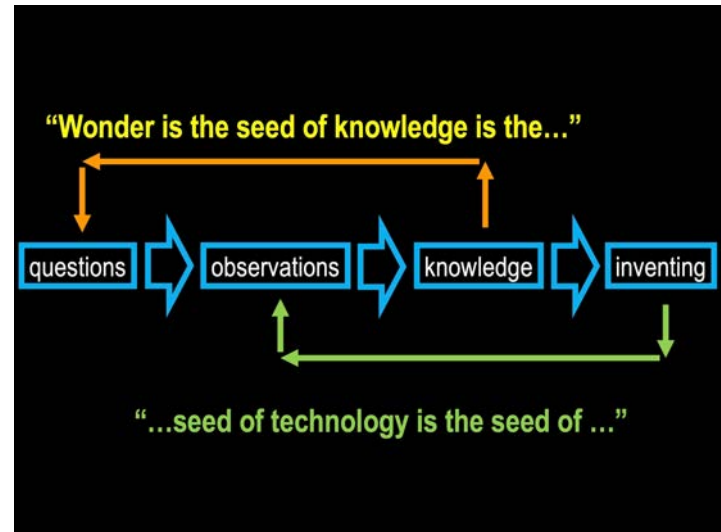 “Wonder is the seed of knowledge is the…”
questions
observations
knowledge
inventing
“…seed of technology is the seed of …”